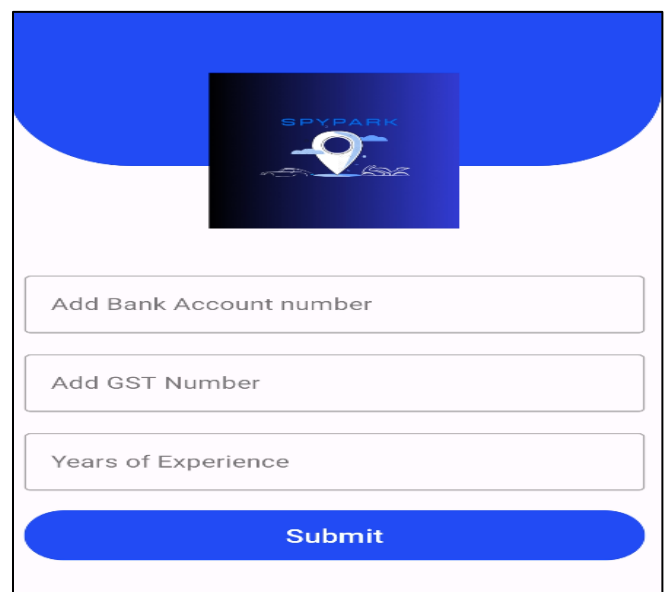 SPYPARK
Add Bank Account number
Add GST Number
Years of Experience
Submit